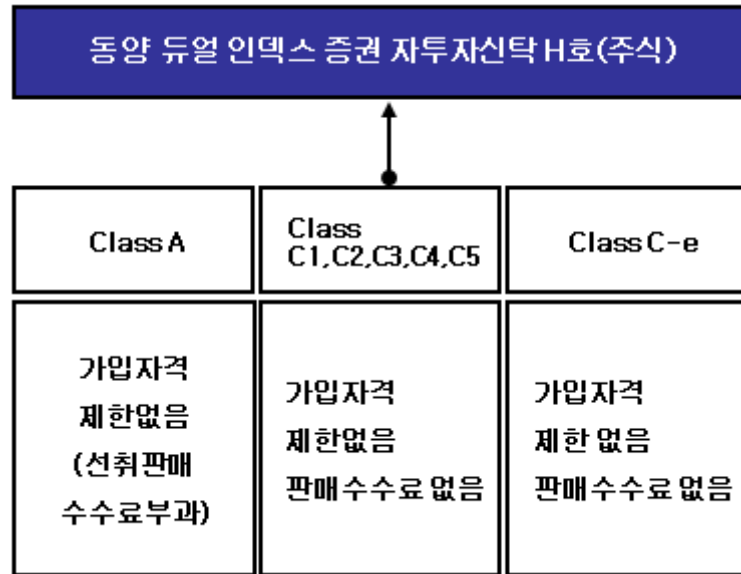 동양 듀얼 인덱스 증권 자투자신탁 H호(주식)
Class A
Class
C1,C2,C3,C4,C5
Class C-e
가입자격
제한없음
(선취판매
수수료부과)
가입자격
제한없음
판매수수료 없음
가입자격
제한 없음
판매수수료 없음